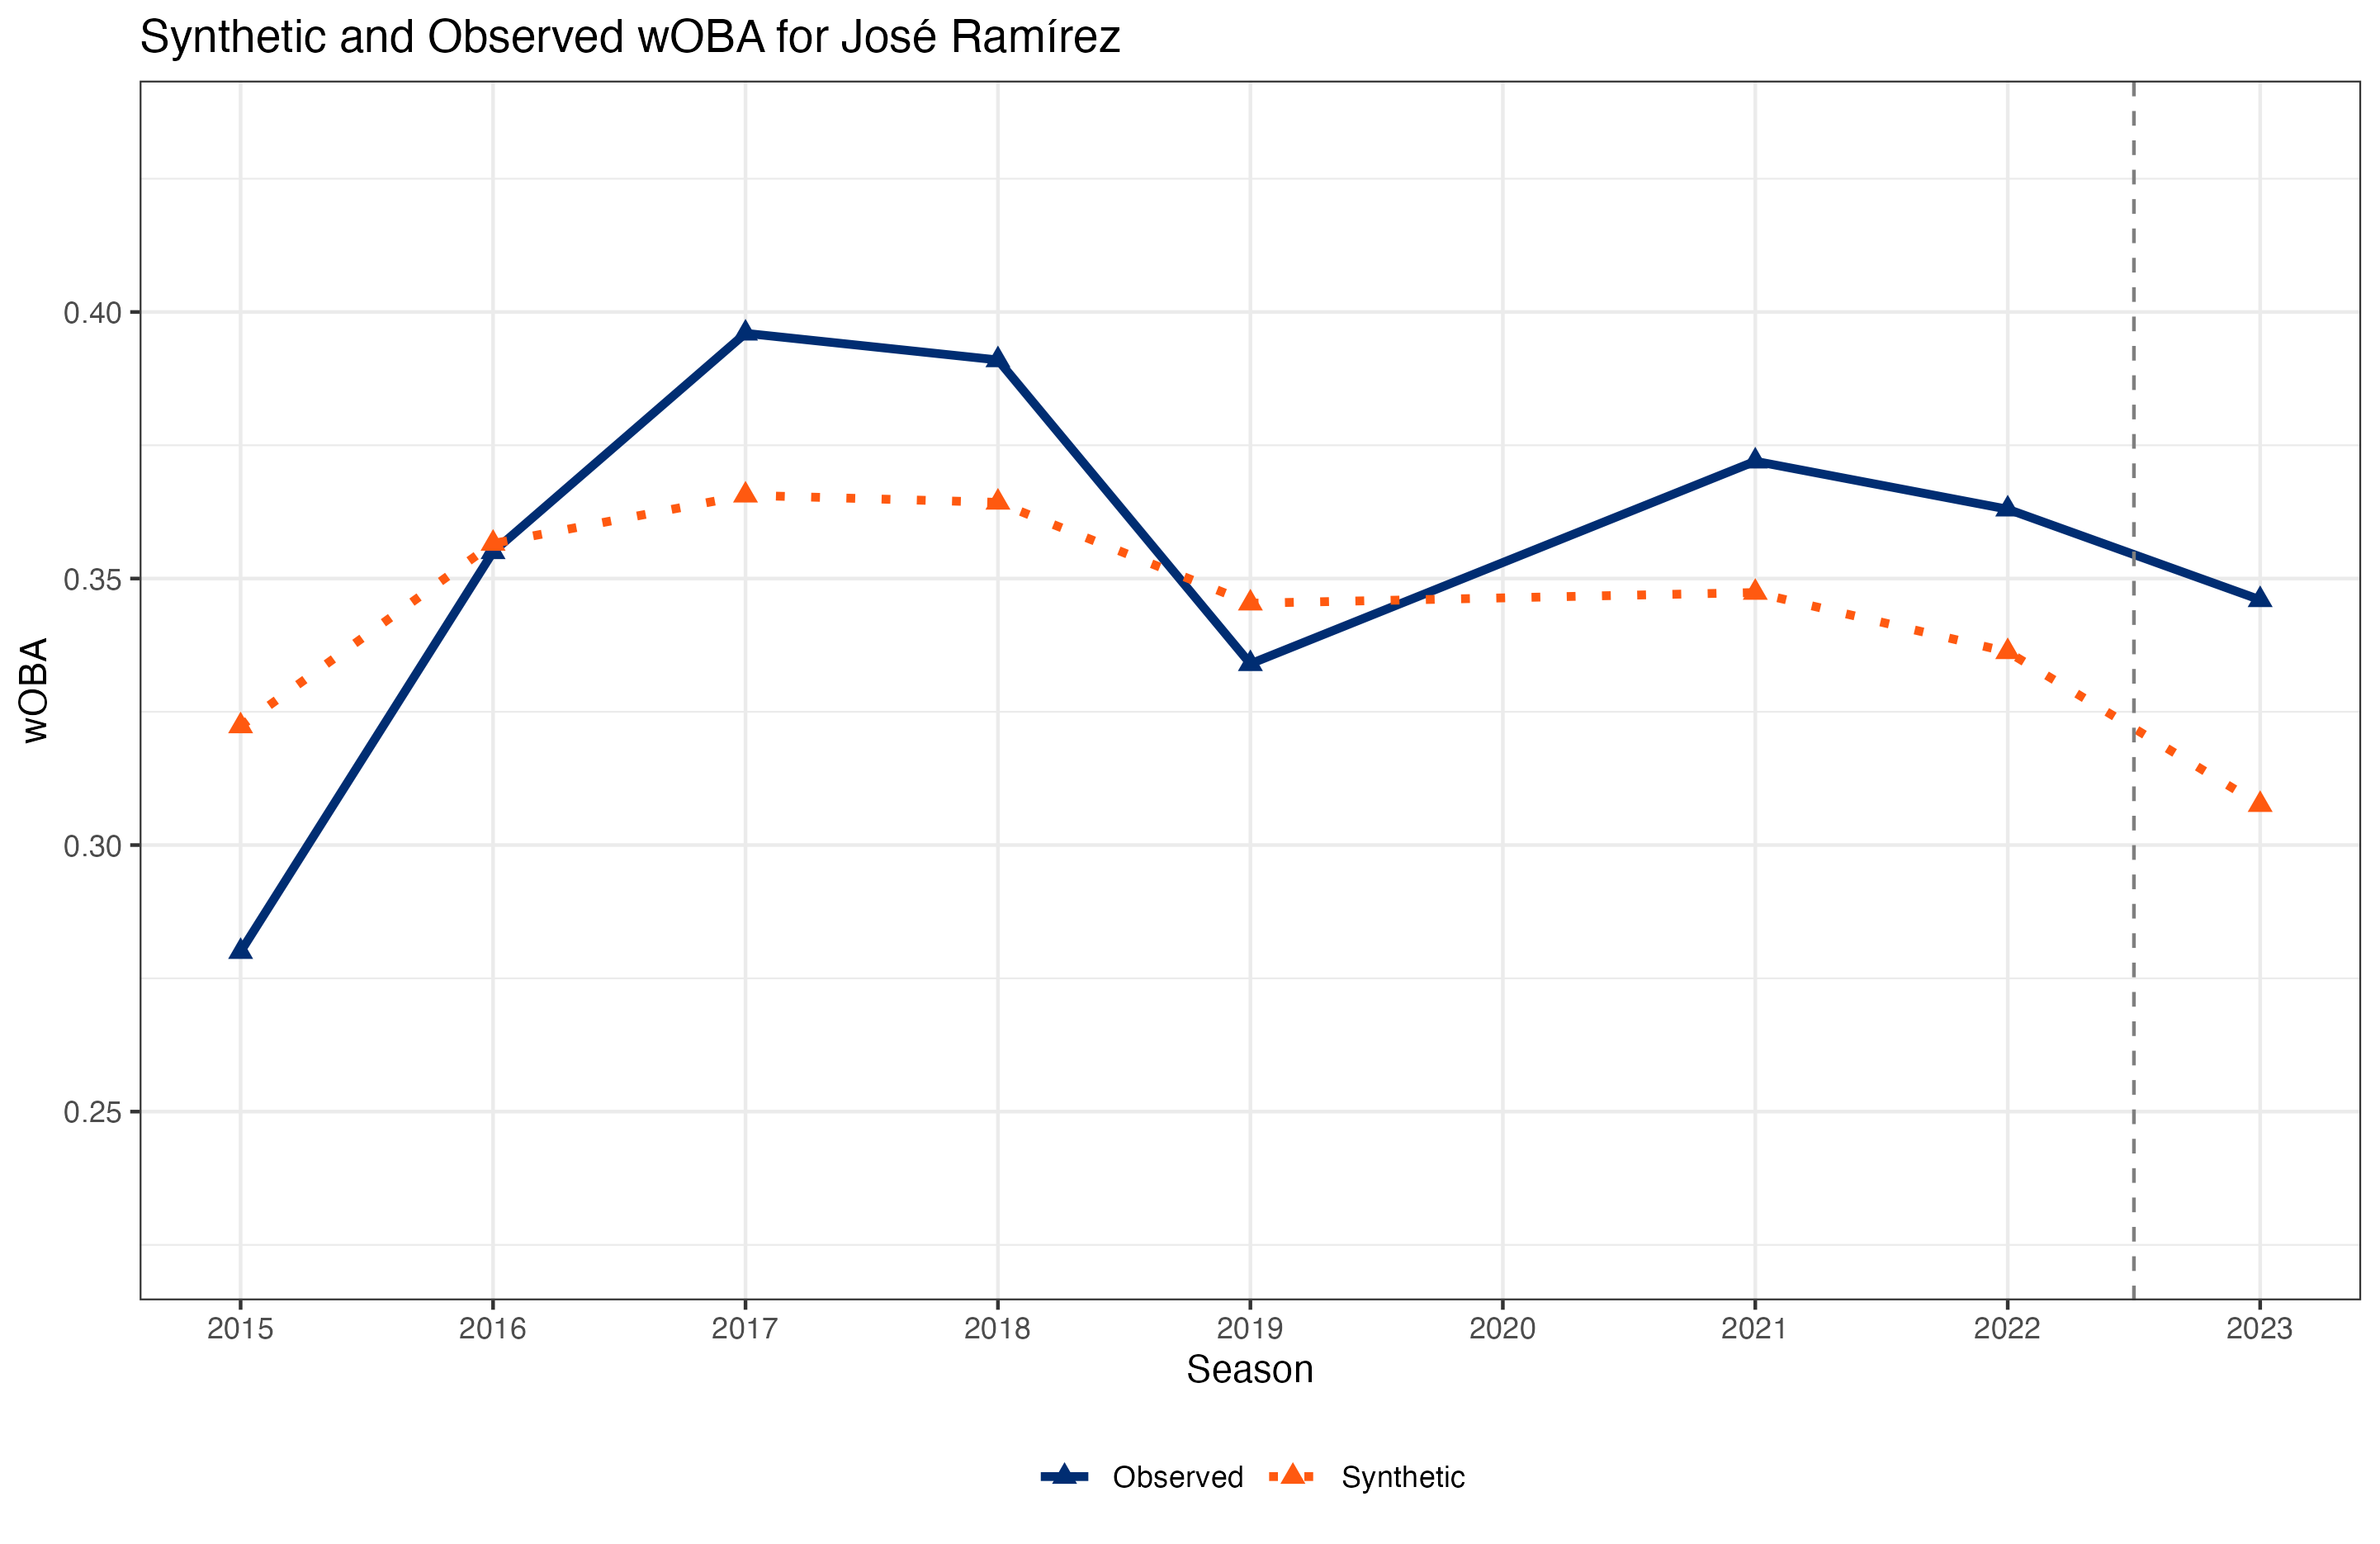 Synthetic and Observed wOBA for José Ramírez
wOBA
0.40
0.35
0.30
0.25
2015 2016 2017 2018 2019 2020 2021 2022 2023
Season
Observed Synthetic